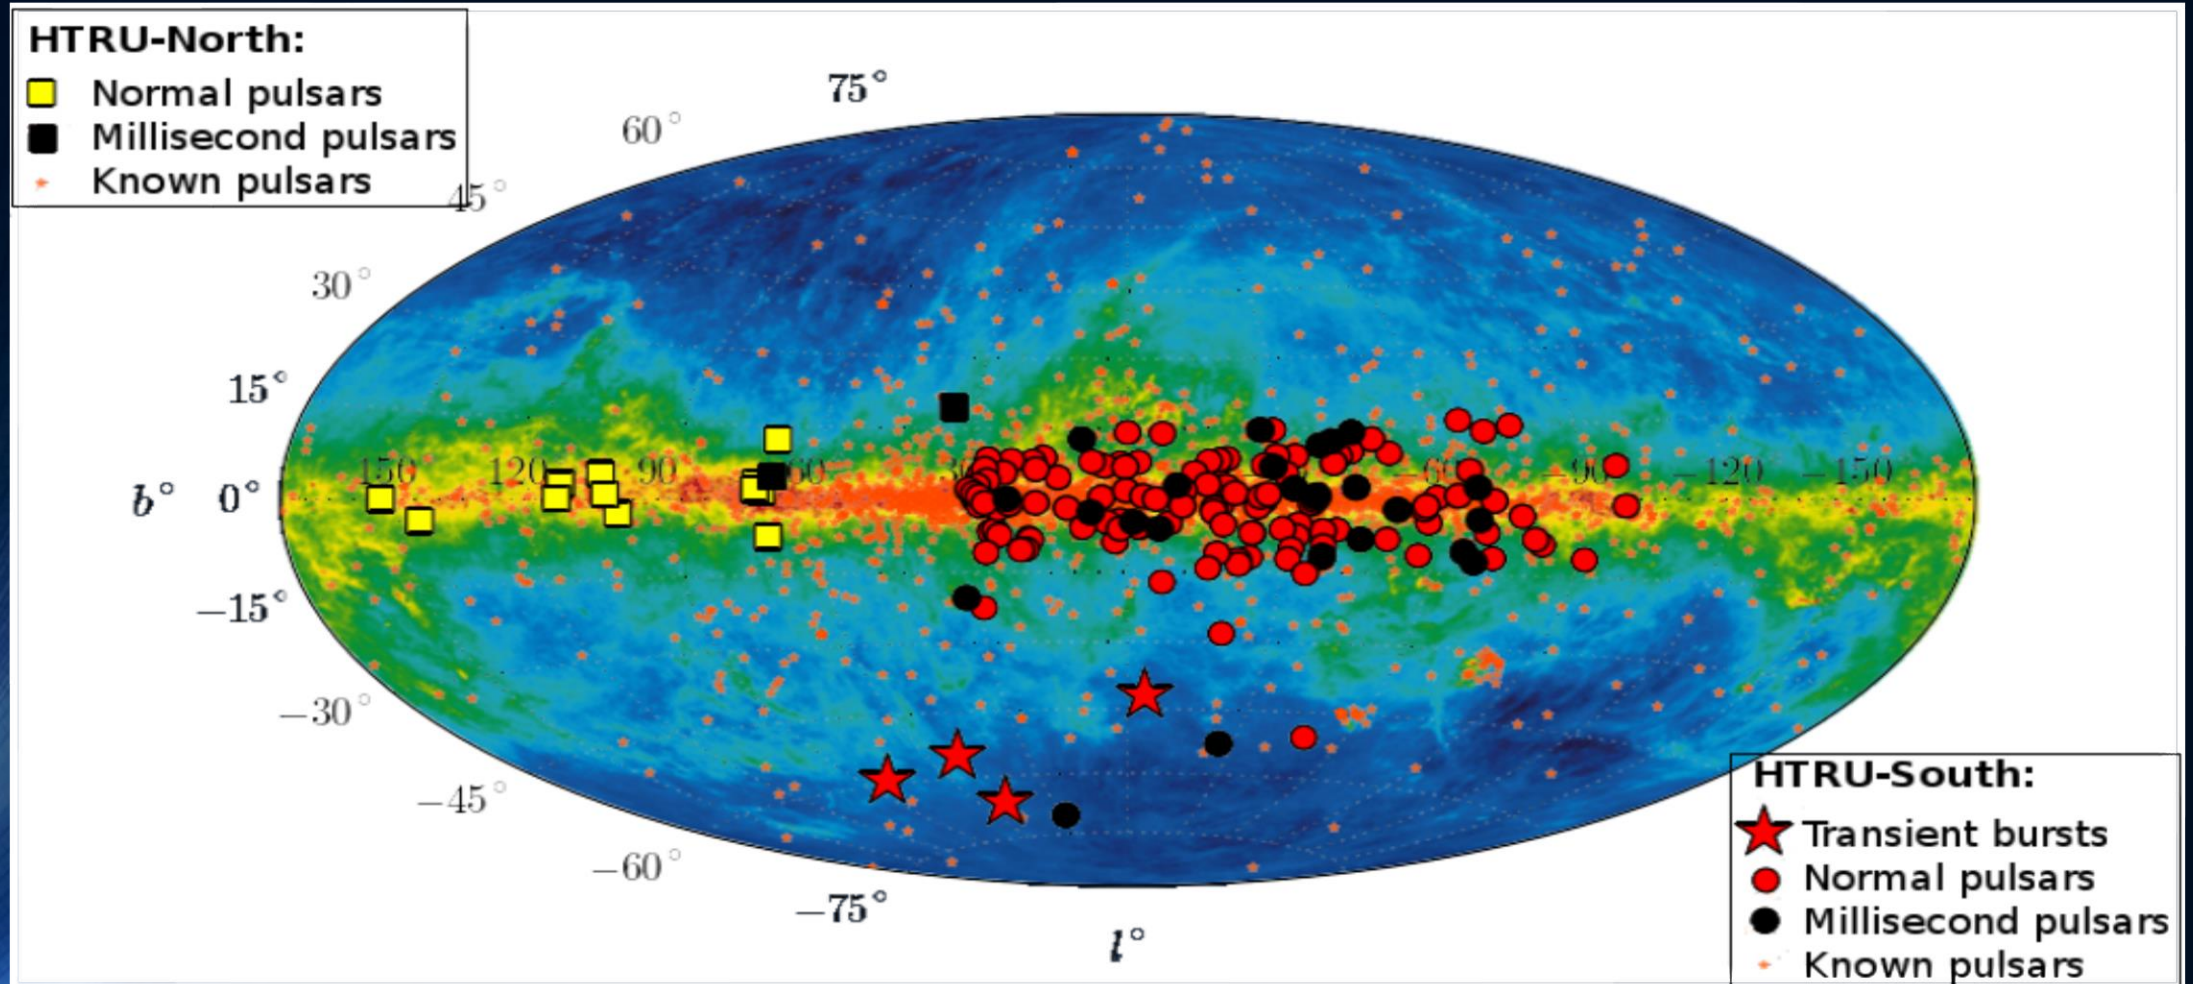 HTRU-North:
Normal pulsars
Millisecond pulsars
Known pulsars
75°
60°
45°
30°
15°
b° 0°
150 120 90 60 30 −60 −90 −120 −150
−15°
−30°
−45°
−60°
−75°
l°
HTRU-South:
Transient bursts
Normal pulsars
Millisecond pulsars
Known pulsars